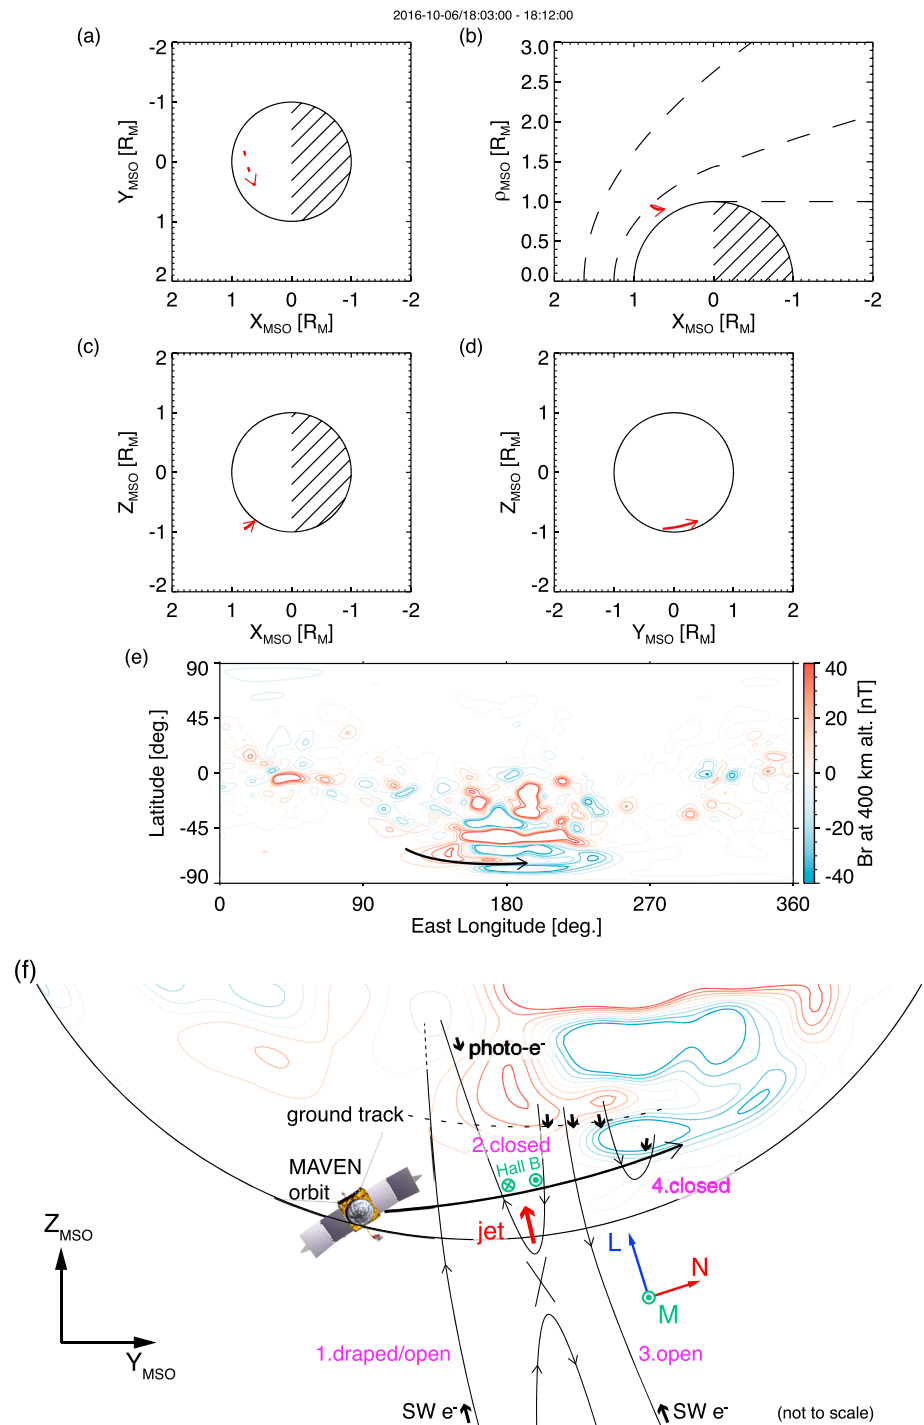 2016-10-06/18:03:00 - 18:12:00
(a)
-2
-1
0
1
2
Y_MSO [R_M]
2 1 0 -1 -2
X_MSO [R_M]
(b)
3.0
2.5
2.0
1.5
1.0
0.5
0.0
ρ_MSO [R_M]
2 1 0 -1 -2
X_MSO [R_M]
(c)
2
1
0
-1
-2
Z_MSO [R_M]
2 1 0 -1 -2
X_MSO [R_M]
(d)
2
1
0
-1
-2
Z_MSO [R_M]
-2 -1 0 1 2
Y_MSO [R_M]
(e)
90
45
0
-45
-90
Latitude [deg.]
0 90 180 270 360
East Longitude [deg.]
40
20
0
-20
-40
Br at 400 km alt. [nT]
(f)
photo-e-
ground track
2.closed
MAVEN
orbit
Hall B
4.closed
jet
Z_MSO
L
N
M
1.draped/open
3.open
Y_MSO
SW e-
SW e-
(not to scale)